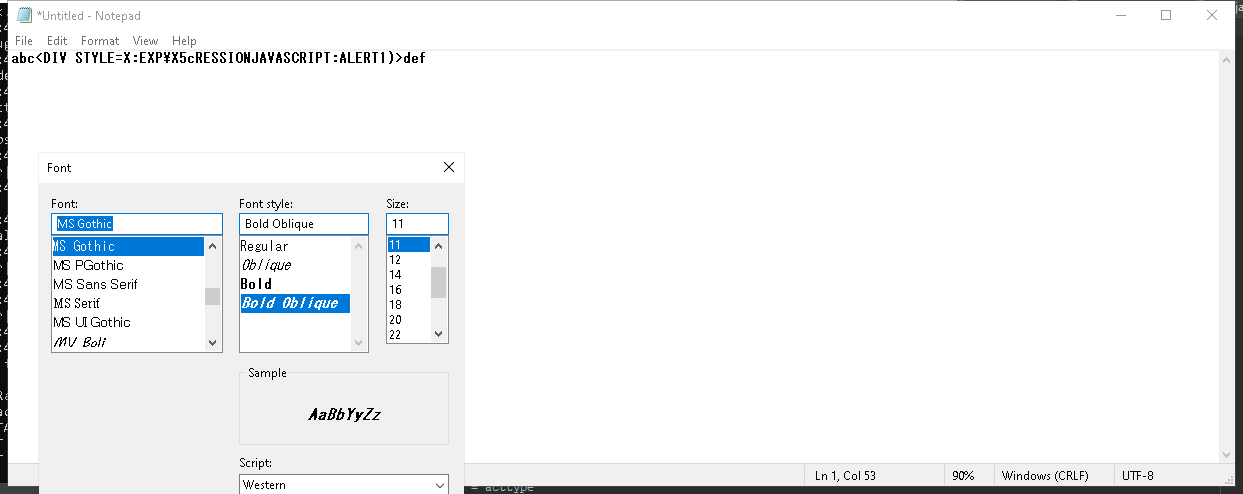 *Untitled - Notepad
File Edit Format View Help
abc<DIV STYLE=X:EXP¥X5cRESSIONJAVASCRIPT:ALERT1)>def
Font
Font: Font style: Size:
MS Gothic Bold Oblique 11
MS Gothic Regular 11
MS PGothic Oblique 12
MS Sans Serif Bold 14
MS Serif Bold Oblique 16
MS UI Gothic 18
MV Boli 20
22
Sample
AaBbYyZz
Script:
Western
Ln 1, Col 53 90% Windows (CRLF) UTF-8
= acctype